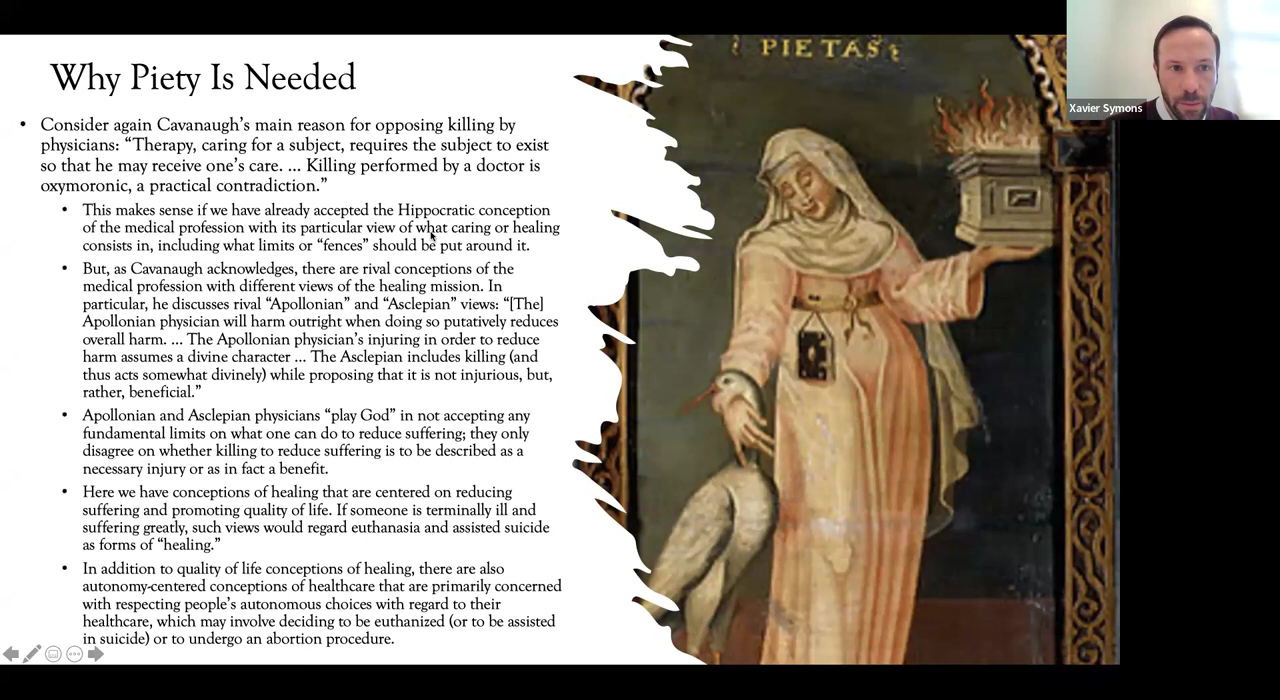 PIETAS
Xavier Symons
Why Piety Is Needed
• Consider again Cavanaugh’s main reason for opposing killing by
physicians: “Therapy, caring for a subject, requires the subject to exist
so that he may receive one’s care. ... Killing performed by a doctor is
oxymoronic, a practical contradiction.”
• This makes sense if we have already accepted the Hippocratic conception
of the medical profession with its particular view of what caring or healing
consists in, including what limits or “fences” should be put around it.
• But, as Cavanaugh acknowledges, there are rival conceptions of the
medical profession with different views of the healing mission. In
particular, he discusses rival “Apollonian” and “Asclepian” views: “[The]
Apollonian physician will harm outright when doing so putatively reduces
overall harm. ... The Apollonian physician’s injuring in order to reduce
harm assumes a divine character ... The Asclepian includes killing (and
thus acts somewhat divinely) while proposing that it is not injurious, but,
rather, beneficial.”
• Apollonian and Asclepian physicians “play God” in not accepting any
fundamental limits on what one can do to reduce suffering; they only
disagree on whether killing to reduce suffering is to be described as a
necessary injury or as in fact a benefit.
• Here we have conceptions of healing that are centered on reducing
suffering and promoting quality of life. If someone is terminally ill and
suffering greatly, such views would regard euthanasia and assisted suicide
as forms of “healing.”
• In addition to quality of life conceptions of healing, there are also
autonomy-centered conceptions of healthcare that are primarily concerned
with respecting people’s autonomous choices with regard to their
healthcare, which may involve deciding to be euthanized (or to be assisted
in suicide) or to undergo an abortion procedure.